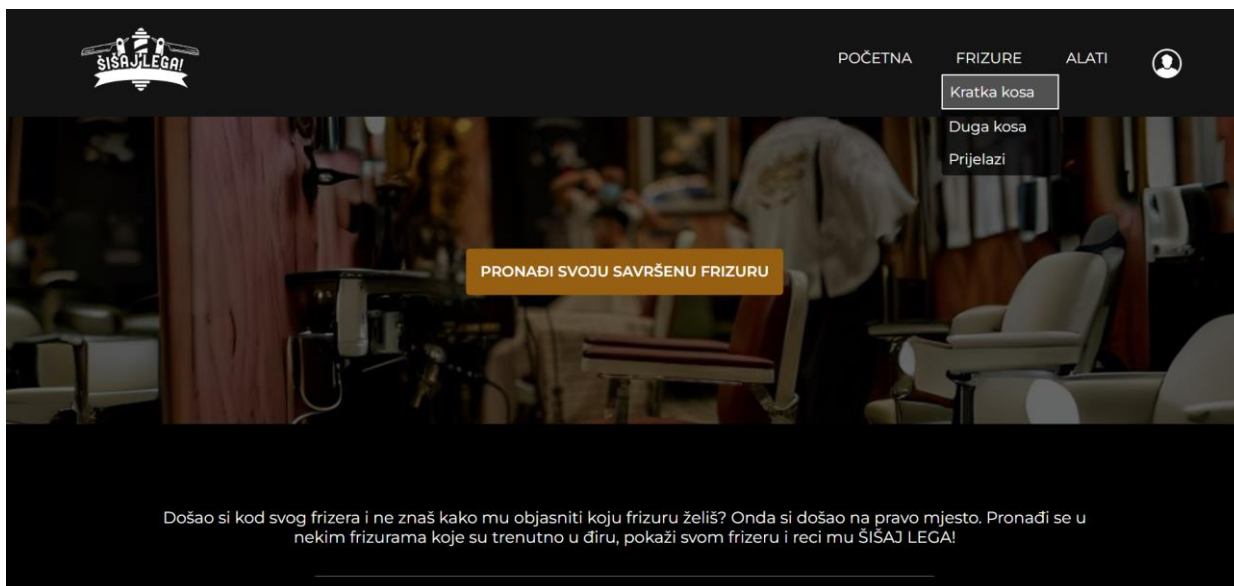 ŠIŠAJ LEGA!
POČETNA FRIZURE ALATI
Kratka kosa
Duga kosa
Prijelazi
PRONAĐI SVOJU SAVRŠENU FRIZURU
Došao si kod svog frizera i ne znaš kako mu objasniti koju frizuru želiš? Onda si došao na pravo mjesto. Pronađi se u
nekim frizurama koje su trenutno u điru, pokaži svom frizeru i reci mu ŠIŠAJ LEGA!